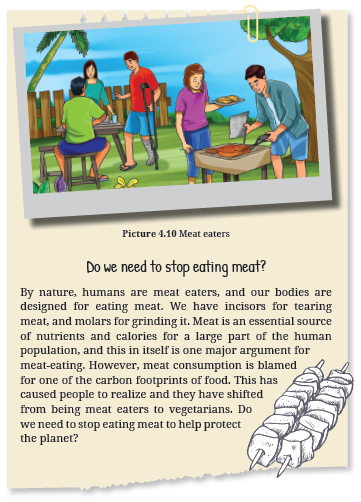 Picture 4.10 Meat eaters
Do we need to stop eating meat?
By nature, humans are meat eaters, and our bodies are
designed for eating meat. We have incisors for tearing
meat, and molars for grinding it. Meat is an essential source
of nutrients and calories for a large part of the human
population, and this in itself is one major argument for
meat-eating. However, meat consumption is blamed
for one of the carbon footprints of food. This has
caused people to realize and they have shifted
from being meat eaters to vegetarians. Do
we need to stop eating meat to help protect
the planet?